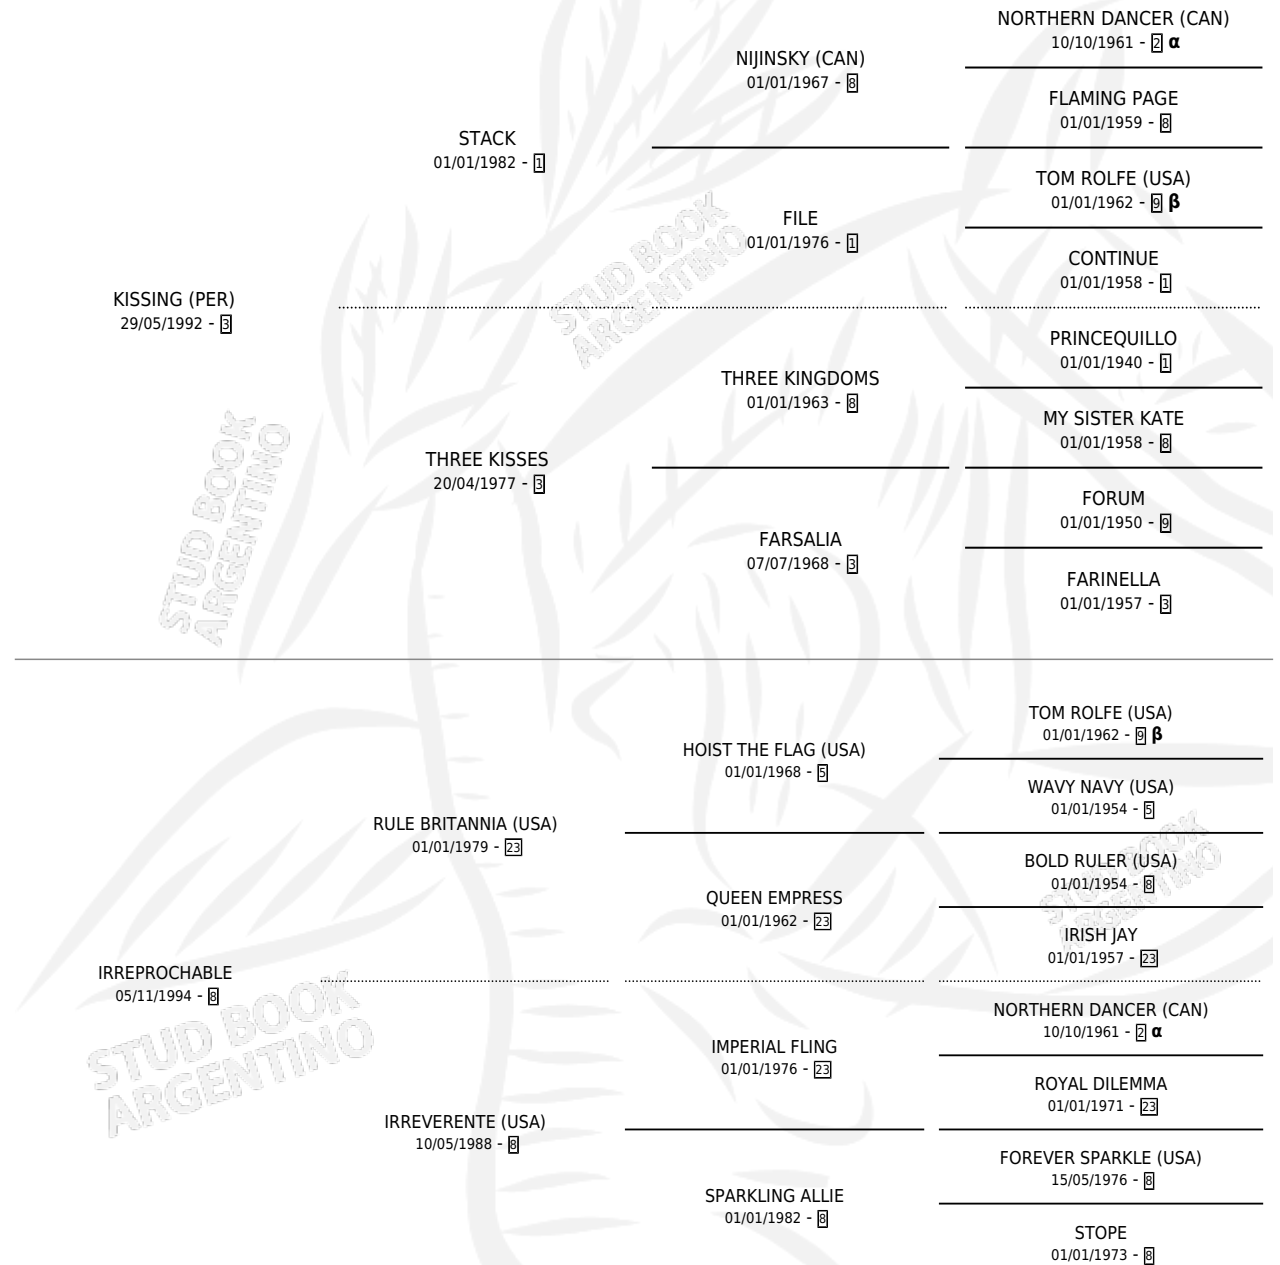 NORTHERN DANCER (CAN)
10/10/1961 - 2 α
NIJINSKY (CAN)
01/01/1967 - 8
FLAMING PAGE
01/01/1959 - 8
STACK
01/01/1982 - 1
TOM ROLFE (USA)
01/01/1962 - 9 β
FILE
01/01/1976 - 1
CONTINUE
01/01/1958 - 1
KISSING (PER)
29/05/1992 - 3
PRINCEQUILLO
01/01/1940 - 1
THREE KINGDOMS
01/01/1963 - 8
MY SISTER KATE
01/01/1958 - 8
THREE KISSES
20/04/1977 - 3
FORUM
01/01/1950 - 9
FARSALIA
07/07/1968 - 3
FARINELLA
01/01/1957 - 3
STUD BOOK
ARGENTINO
STUD BOOK
ARGENTINO
TOM ROLFE (USA)
01/01/1962 - 9 β
HOIST THE FLAG (USA)
01/01/1968 - 5
WAVY NAVY (USA)
01/01/1954 - 5
RULE BRITANNIA (USA)
01/01/1979 - 23
BOLD RULER (USA)
01/01/1954 - 8
QUEEN EMPRESS
01/01/1962 - 23
IRISH JAY
01/01/1957 - 23
IRREPROCHABLE
05/11/1994 - 8
NORTHERN DANCER (CAN)
10/10/1961 - 2 α
IMPERIAL FLING
01/01/1976 - 23
ROYAL DILEMMA
01/01/1971 - 23
IRREVERENTE (USA)
10/05/1988 - 8
FOREVER SPARKLE (USA)
15/05/1976 - 8
SPARKLING ALLIE
01/01/1982 - 8
STOPE
01/01/1973 - 8
STUD BOOK
ARGENTINO
STUD BOOK
ARGENTINO